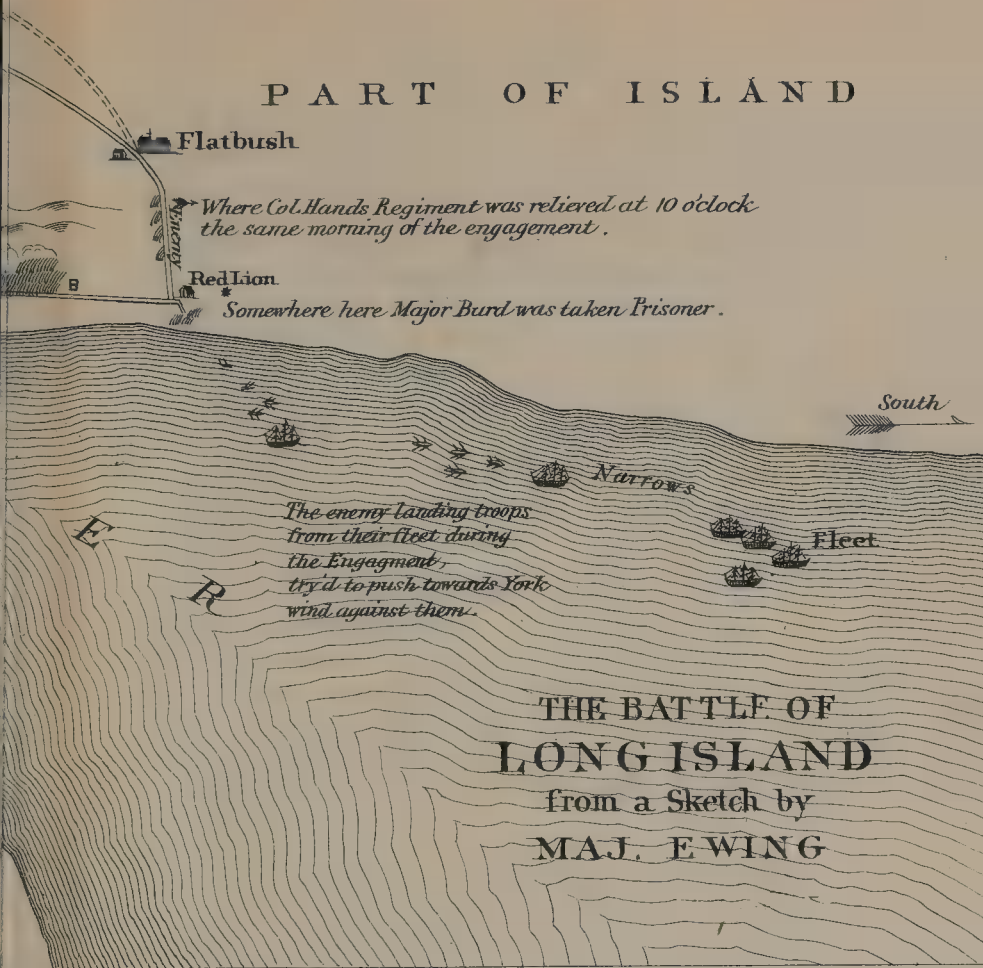 PART OF ISLAND
Flatbush
Where Col. Hands Regiment was relieved at 10 o'clock
the same morning of the engagement.
Enemy
B
Red Lion
Somewhere here Major Burd was taken Prisoner.
South
Narrows
Fleet
The enemy landing troops
from their fleet during
the Engagment,
try'd to push towards York
wind against them.
E
R
THE BATTLE OF
LONG ISLAND
from a Sketch by
MAJ. EWING